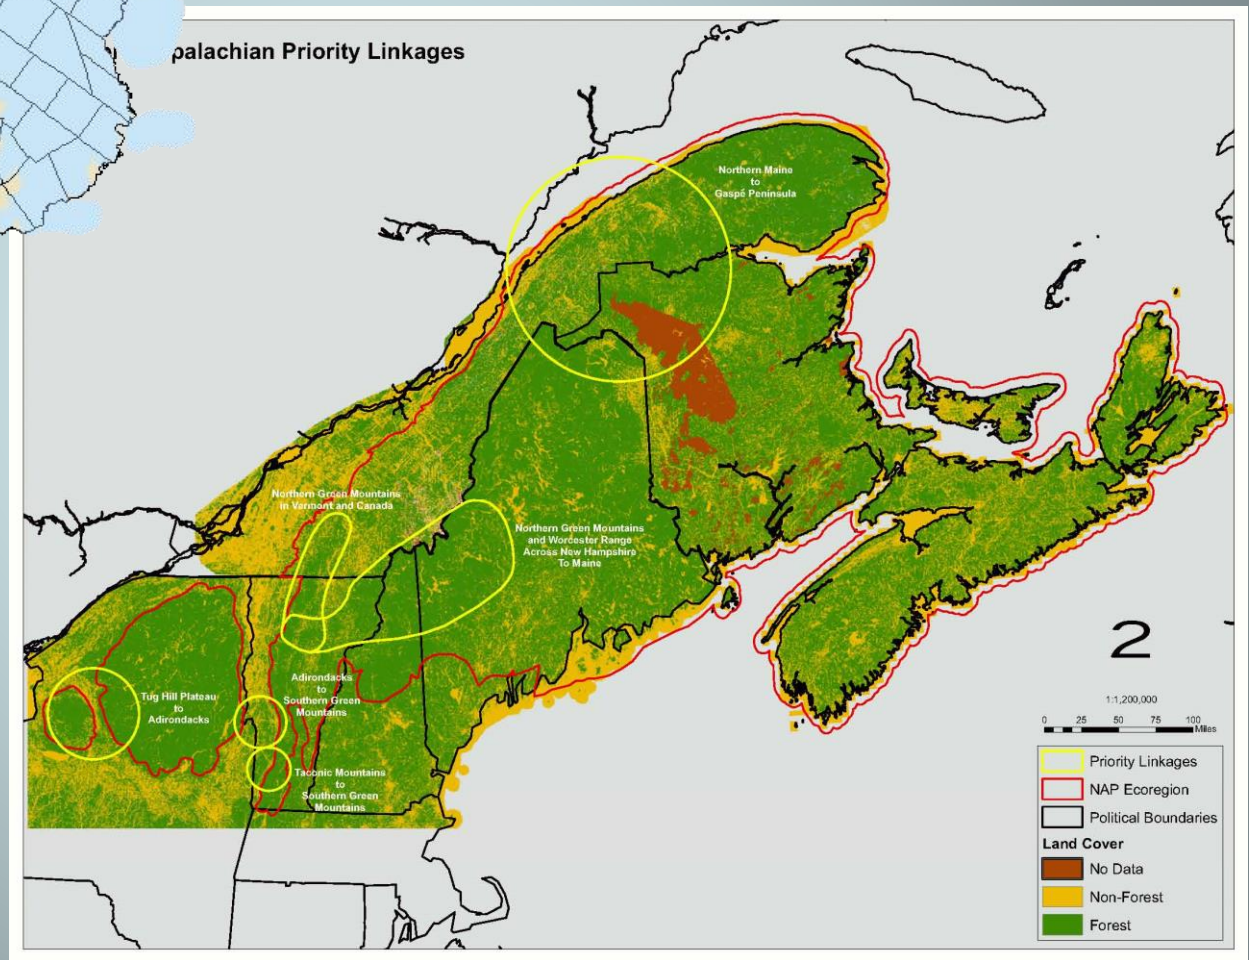 palachian Priority Linkages
Northern Maine
to
Gaspé Peninsula
Northern Green Mountains
in Vermont and Canada
Northern Green Mountains
and Worcester Range
Across New Hampshire
To Maine
Adirondacks
to
Southern Green
Mountains
Tug Hill Plateau
to
Adirondacks
Taconic Mountains
to
Southern Green
Mountains
2
1:1,200,000
0 25 50 75 100
Miles
Priority Linkages
NAP Ecoregion
Political Boundaries
Land Cover
No Data
Non-Forest
Forest